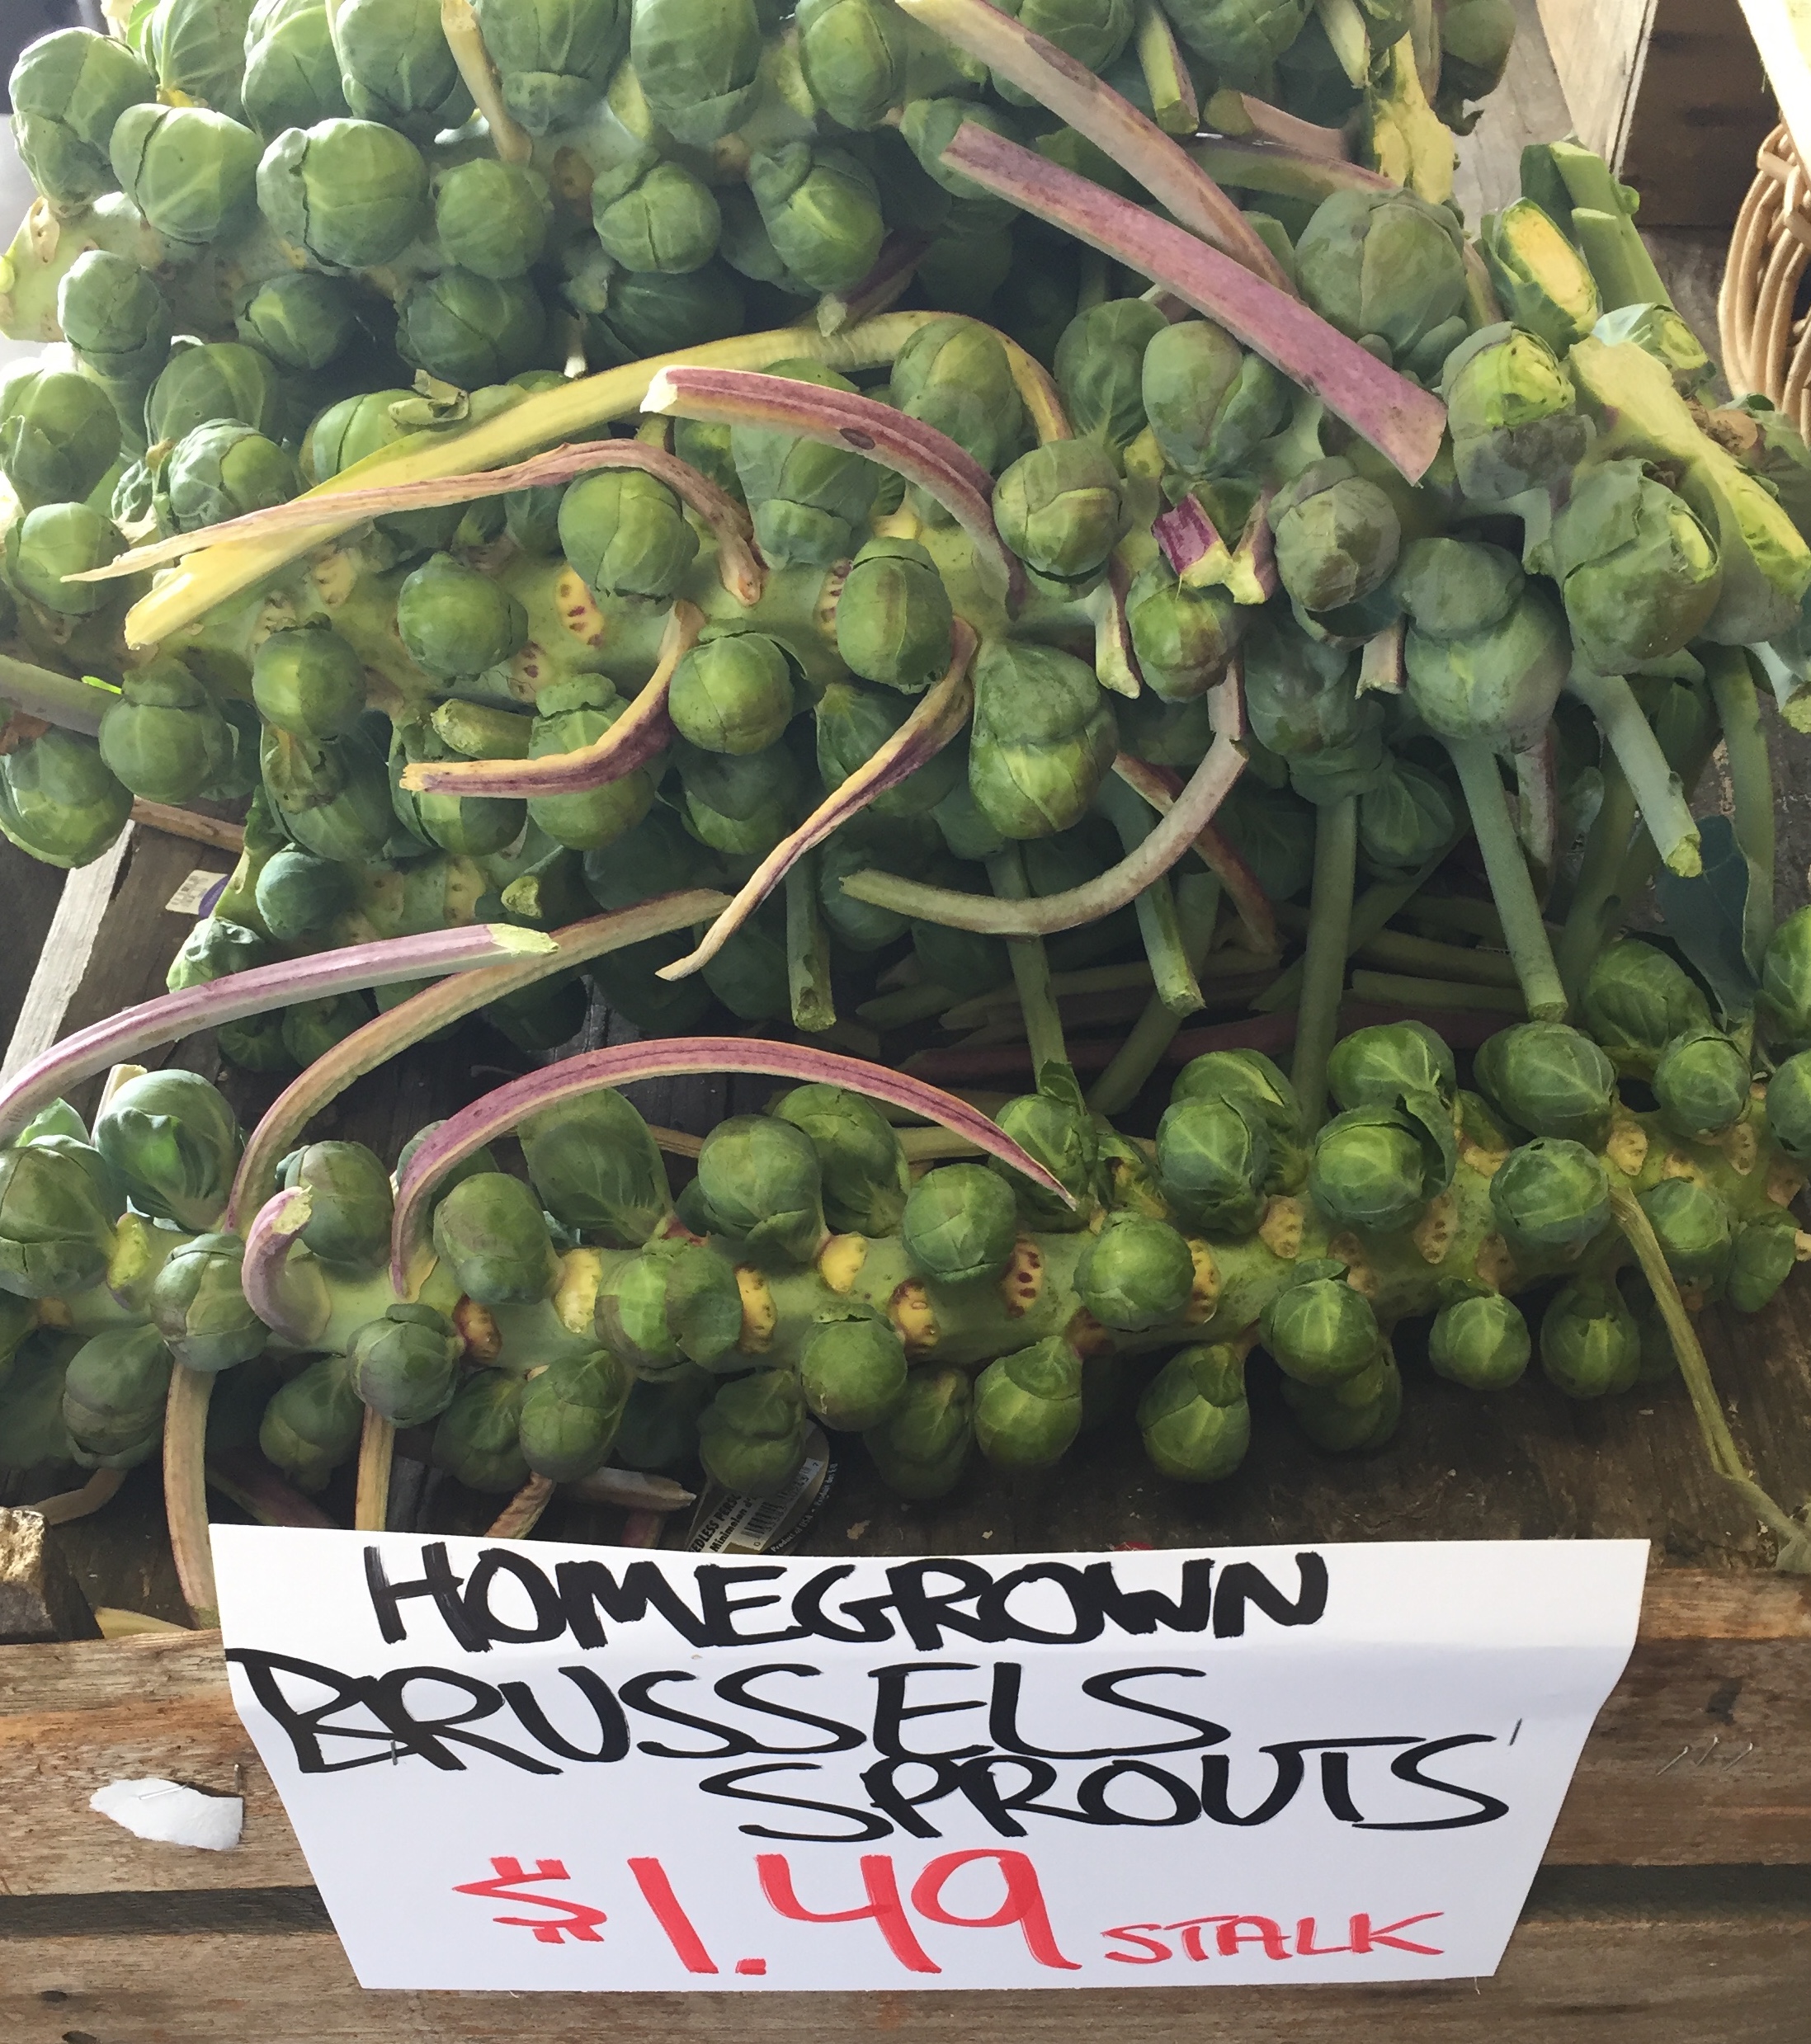 HOMEGROWN
BRUSSELS
SPROUTS
$1.49 STALK